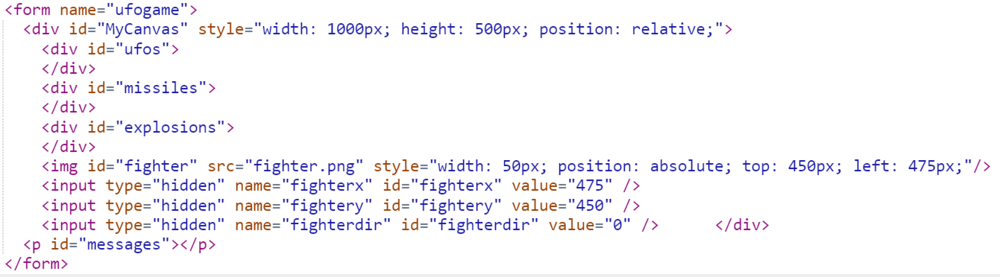 <form name="ufogame">
<div id="MyCanvas" style="width: 1000px; height: 500px; position: relative;">
<div id="ufos">
</div>
<div id="missiles">
</div>
<div id="explosions">
</div>
<img id="fighter" src="fighter.png" style="width: 50px; position: absolute; top: 450px; left: 475px;"/>
<input type="hidden" name="fighterx" id="fighterx" value="475" />
<input type="hidden" name="fightery" id="fightery" value="450" />
<input type="hidden" name="fighterdir" id="fighterdir" value="0" /> </div>
<p id="messages"></p>
</form>